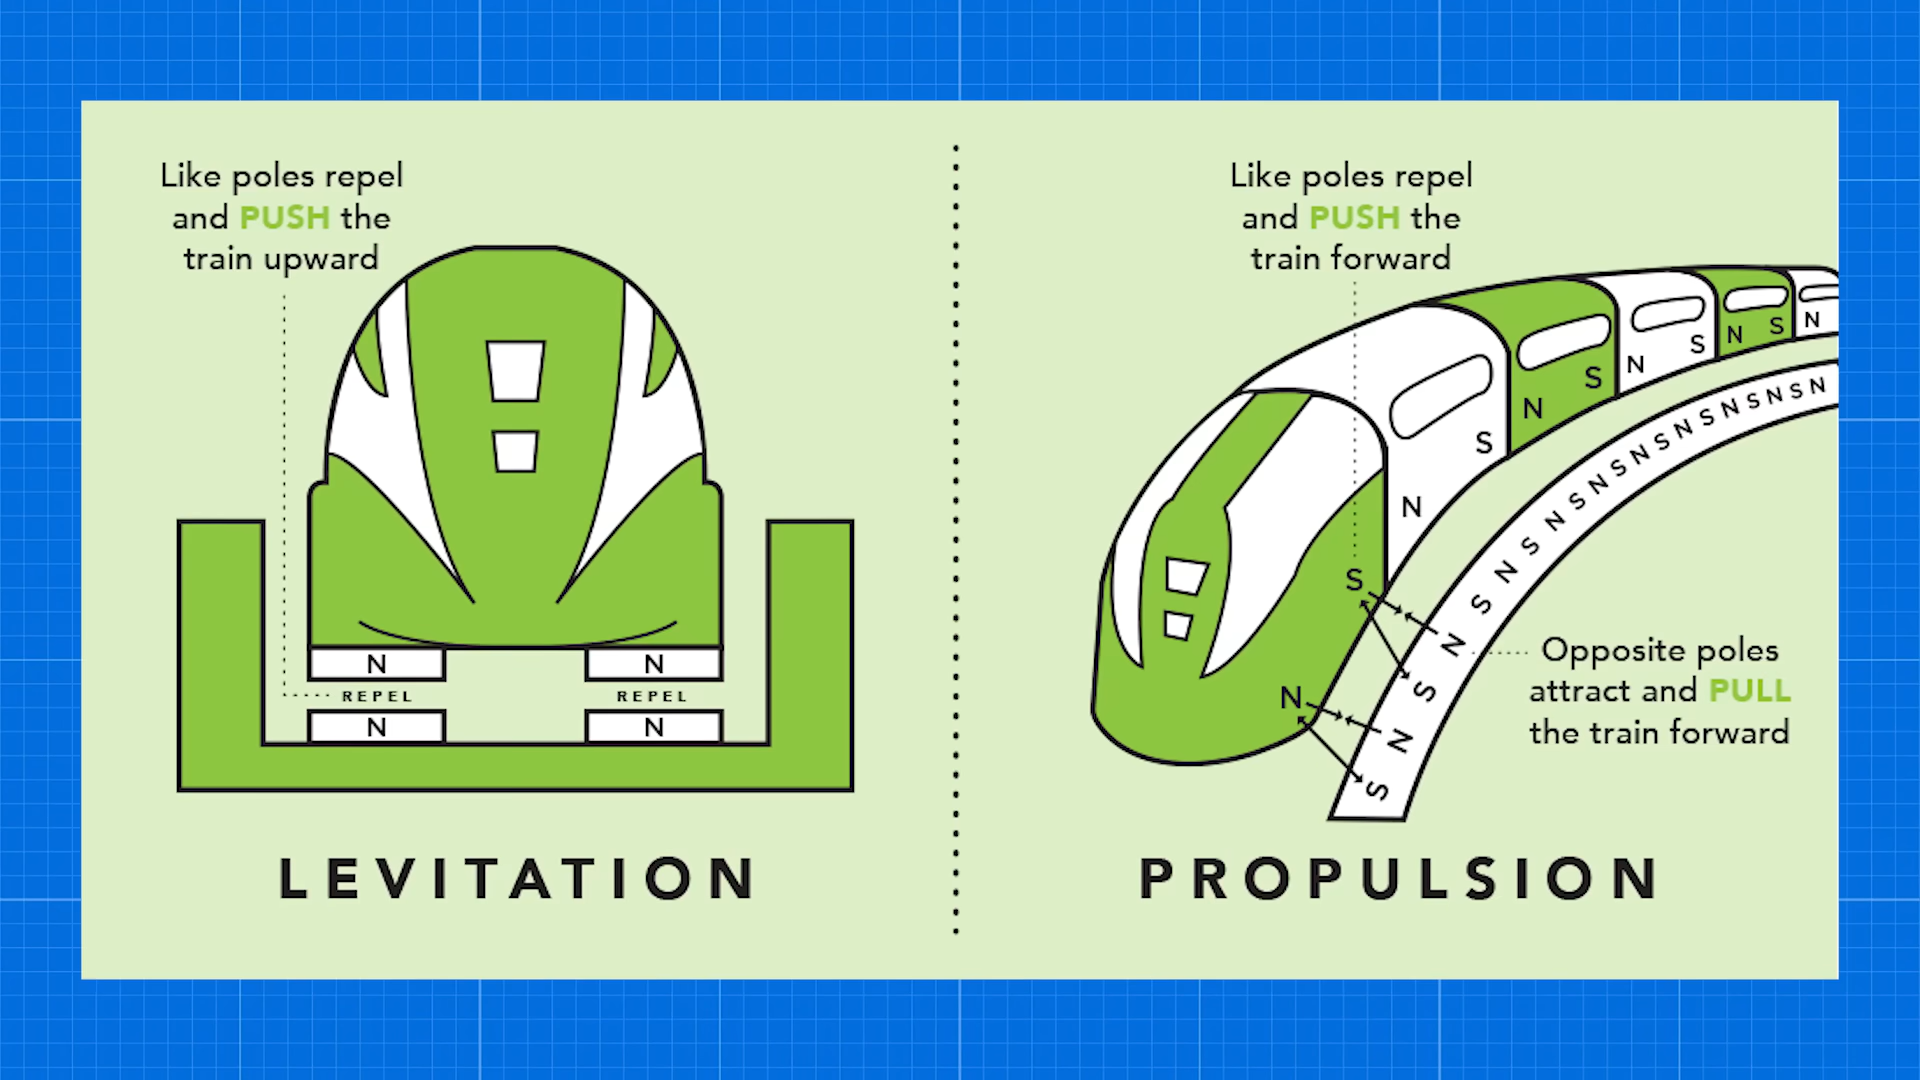 Like poles repel
and PUSH the
train upward
N
N
REPEL
REPEL
N
N
LEVITATION
Like poles repel
and PUSH the
train forward
N
S
N
S
N
S
N
S
N
S
N
N S N S N S N S N S N S N S N S N S N S
Opposite poles
attract and PULL
the train forward
PROPULSION